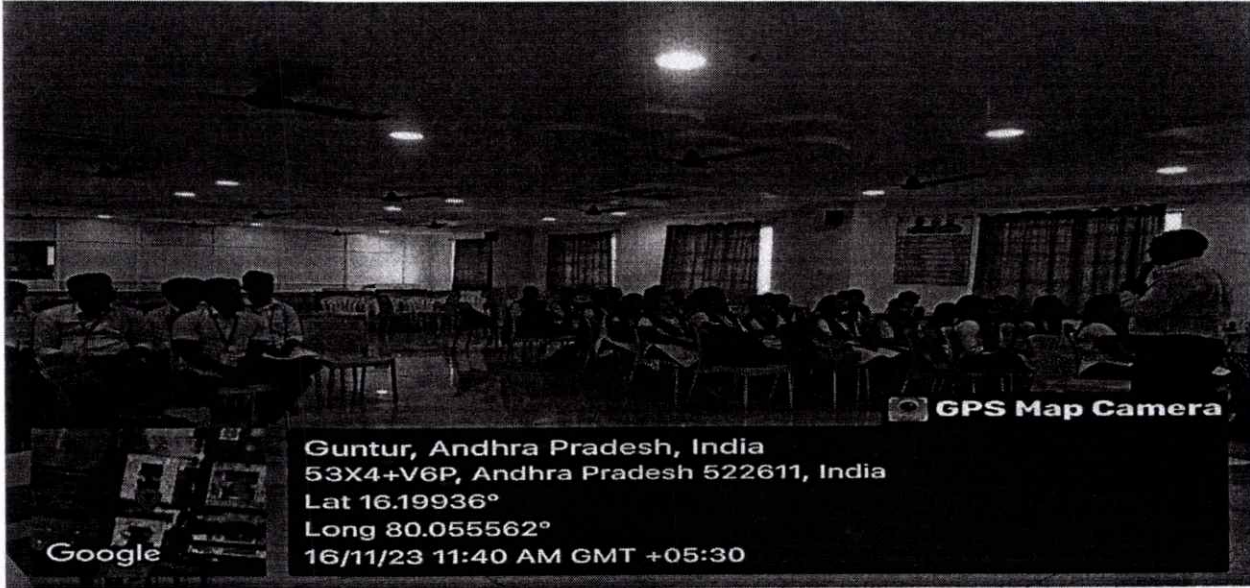 GPS Map Camera
Guntur, Andhra Pradesh, India
53X4+V6P, Andhra Pradesh 522611, India
Lat 16.19936°
Long 80.055562°
16/11/23 11:40 AM GMT +05:30
Google